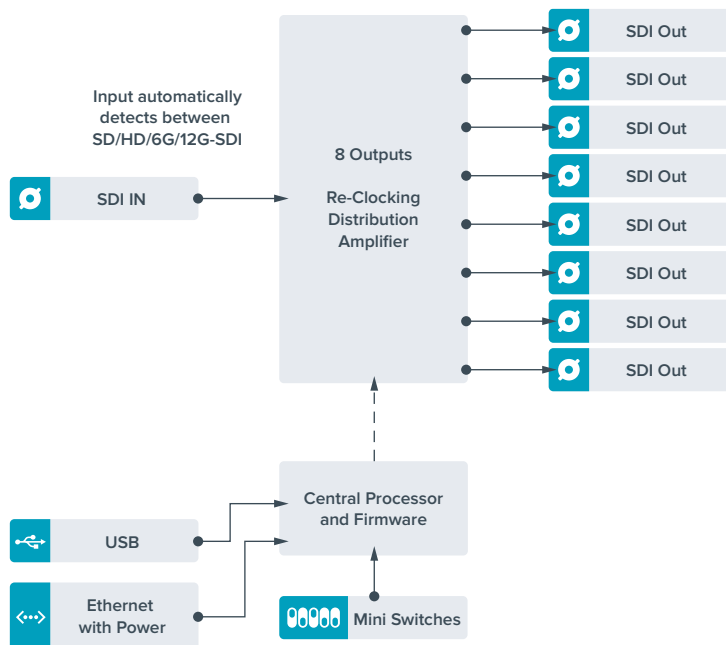 Input automatically
detects between
SD/HD/6G/12G-SDI
SDI IN
8 Outputs
Re-Clocking
Distribution
Amplifier
SDI Out
SDI Out
SDI Out
SDI Out
SDI Out
SDI Out
SDI Out
SDI Out
Central Processor
and Firmware
USB
Ethernet
with Power
Mini Switches